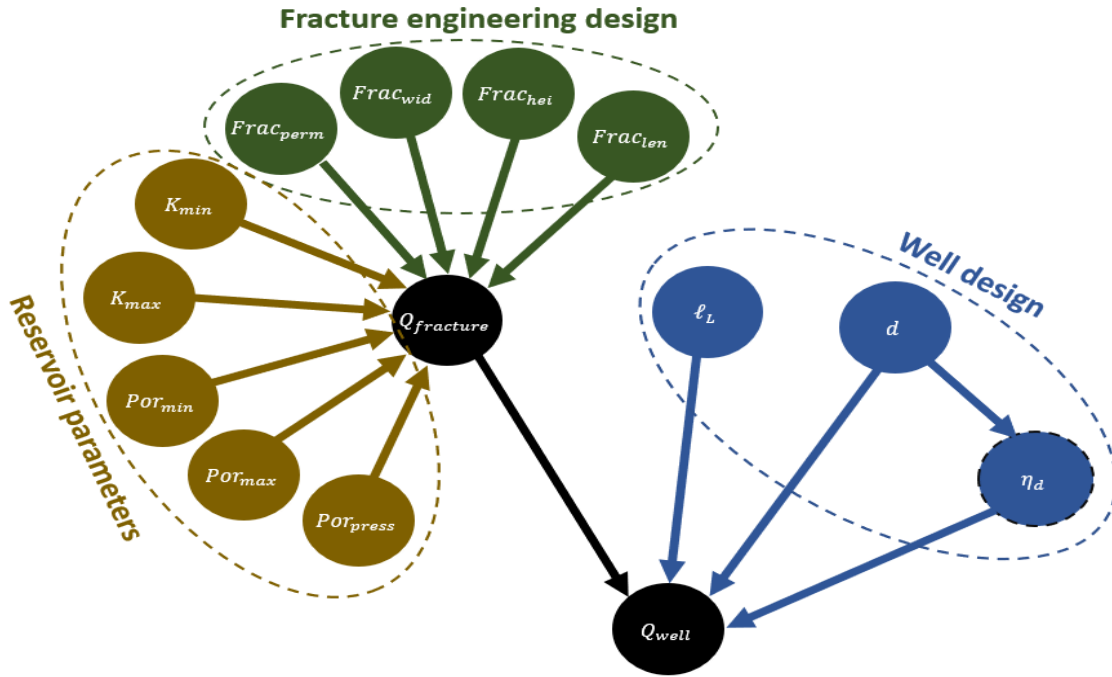 Fracture engineering design
Frac_wid
Frac_hei
Frac_perm
Frac_len
K_min
K_max
Por_min
Por_max
Por_press
Reservoir parameters
Q_fracture
Well design
ℓ_L
d
η_d
Q_well